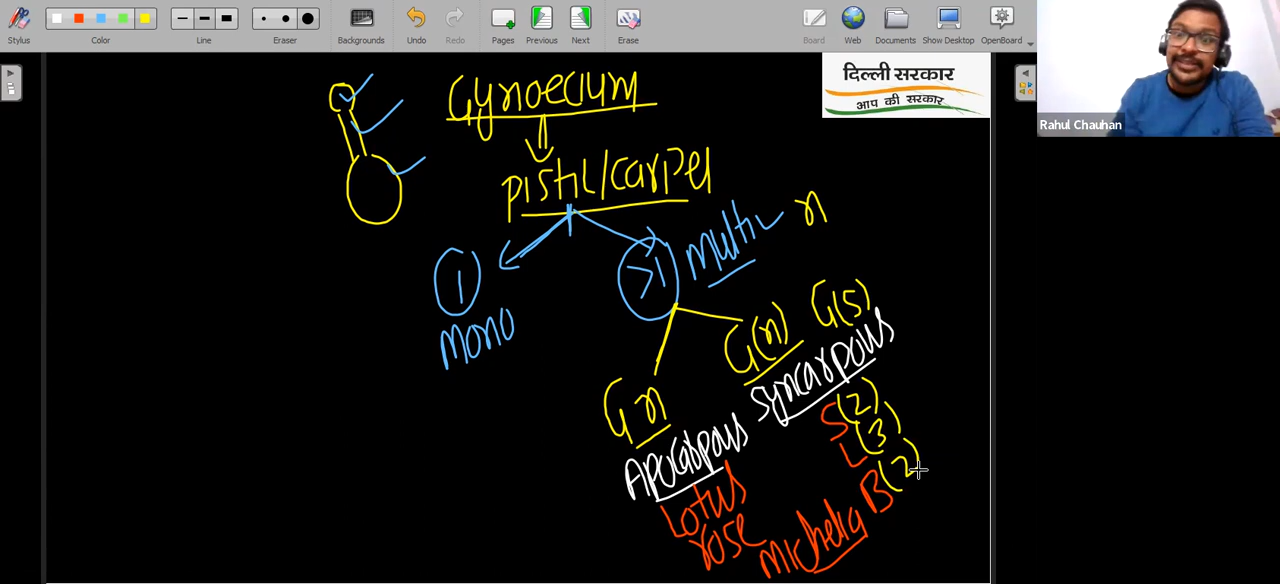 Stylus
Color
Line
Eraser
Backgrounds
Undo
Redo
Pages
Previous
Next
Erase
Board
Web
Documents
Show Desktop
OpenBoard
Rahul Chauhan
दिल्ली सरकार
आप की सरकार
Gynoecium
pistil/carpel
1
mono
>1
multi
n
G(n)
G(5)
syncarpous
S (2)
L (3)
B (2)
G n
Apocarpous
Lotus
rose
Michelia